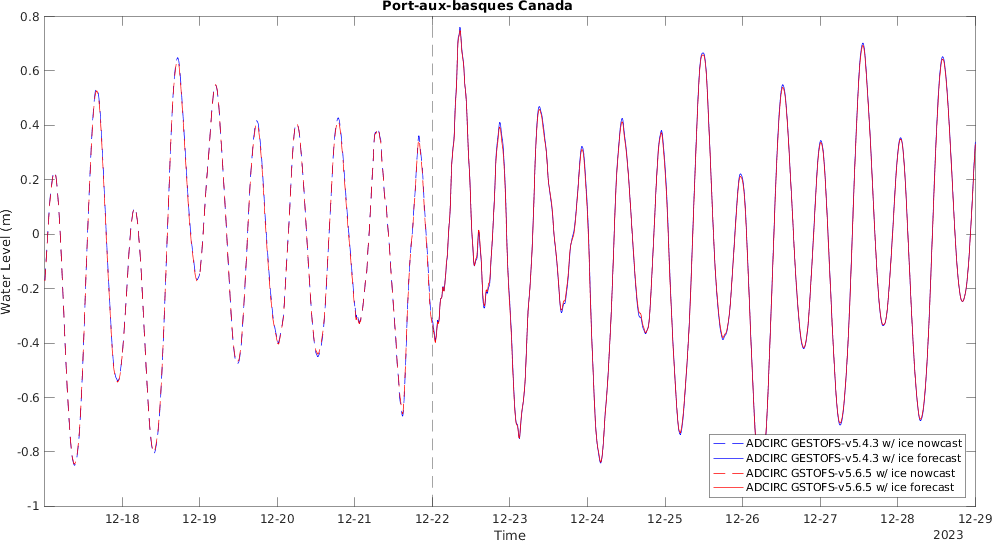 Port-aux-basques Canada
0.8
0.6
0.4
0.2
0
-0.2
-0.4
-0.6
-0.8
-1
Water Level (m)
ADCIRC GESTOFS-v5.4.3 w/ ice nowcast
ADCIRC GESTOFS-v5.4.3 w/ ice forecast
ADCIRC GSTOFS-v5.6.5 w/ ice nowcast
ADCIRC GSTOFS-v5.6.5 w/ ice forecast
12-18 12-19 12-20 12-21 12-22 12-23 12-24 12-25 12-26 12-27 12-28 12-29
Time
2023